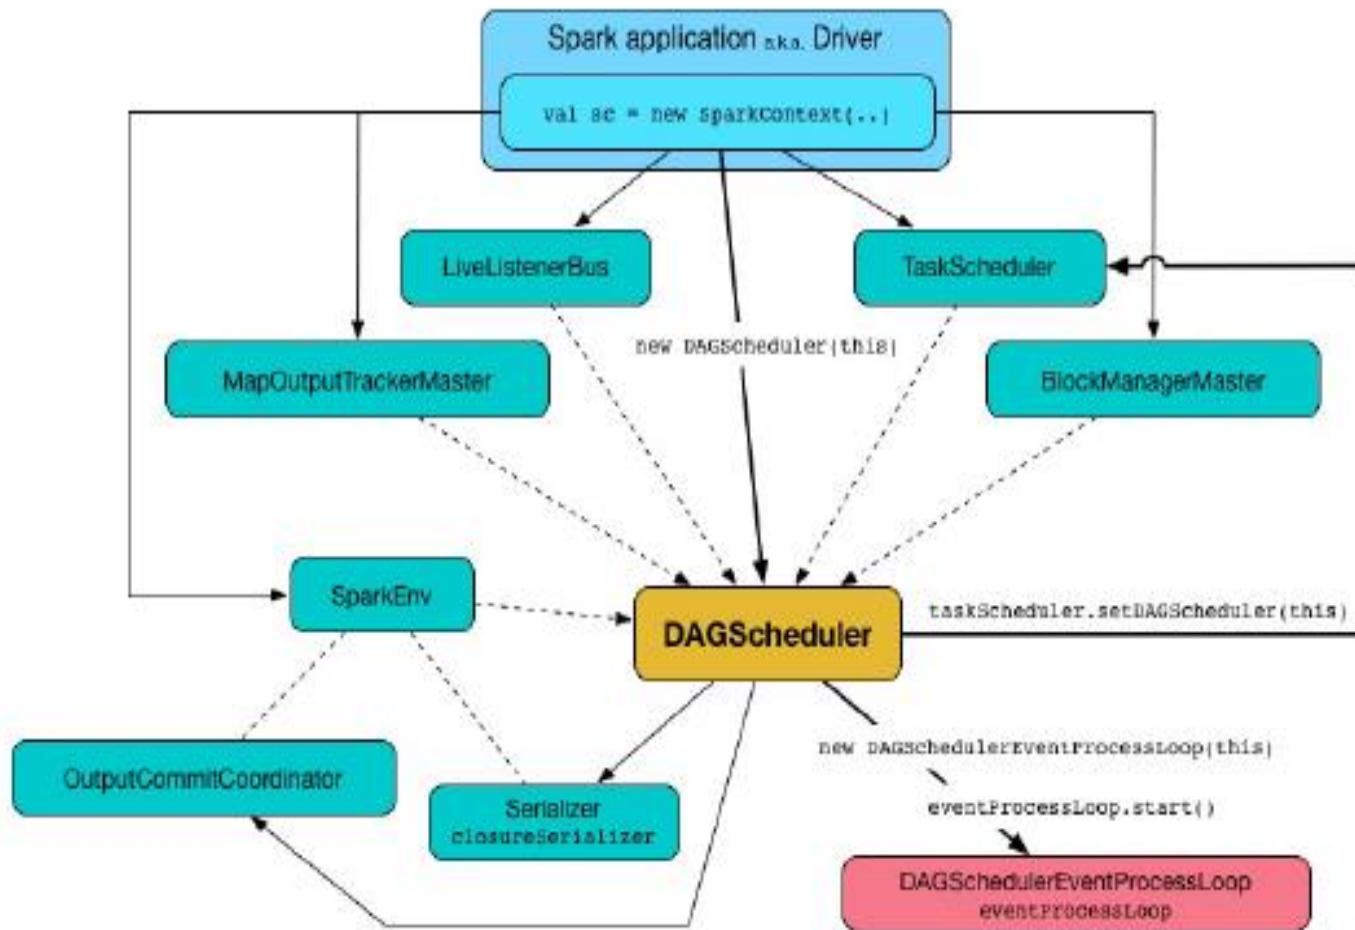 Spark application a.k.a. Driver
val sc = new SparkContext(..)
LiveListenerBus
TaskScheduler
new DAGScheduler(this)
MapOutputTrackerMaster
BlockManagerMaster
SparkEnv
DAGScheduler
taskScheduler.setDAGScheduler(this)
new DAGSchedulerEventProcessLoop(this)
OutputCommitCoordinator
Serializer
closureSerializer
eventProcessLoop.start()
DAGSchedulerEventProcessLoop
eventProcessLoop